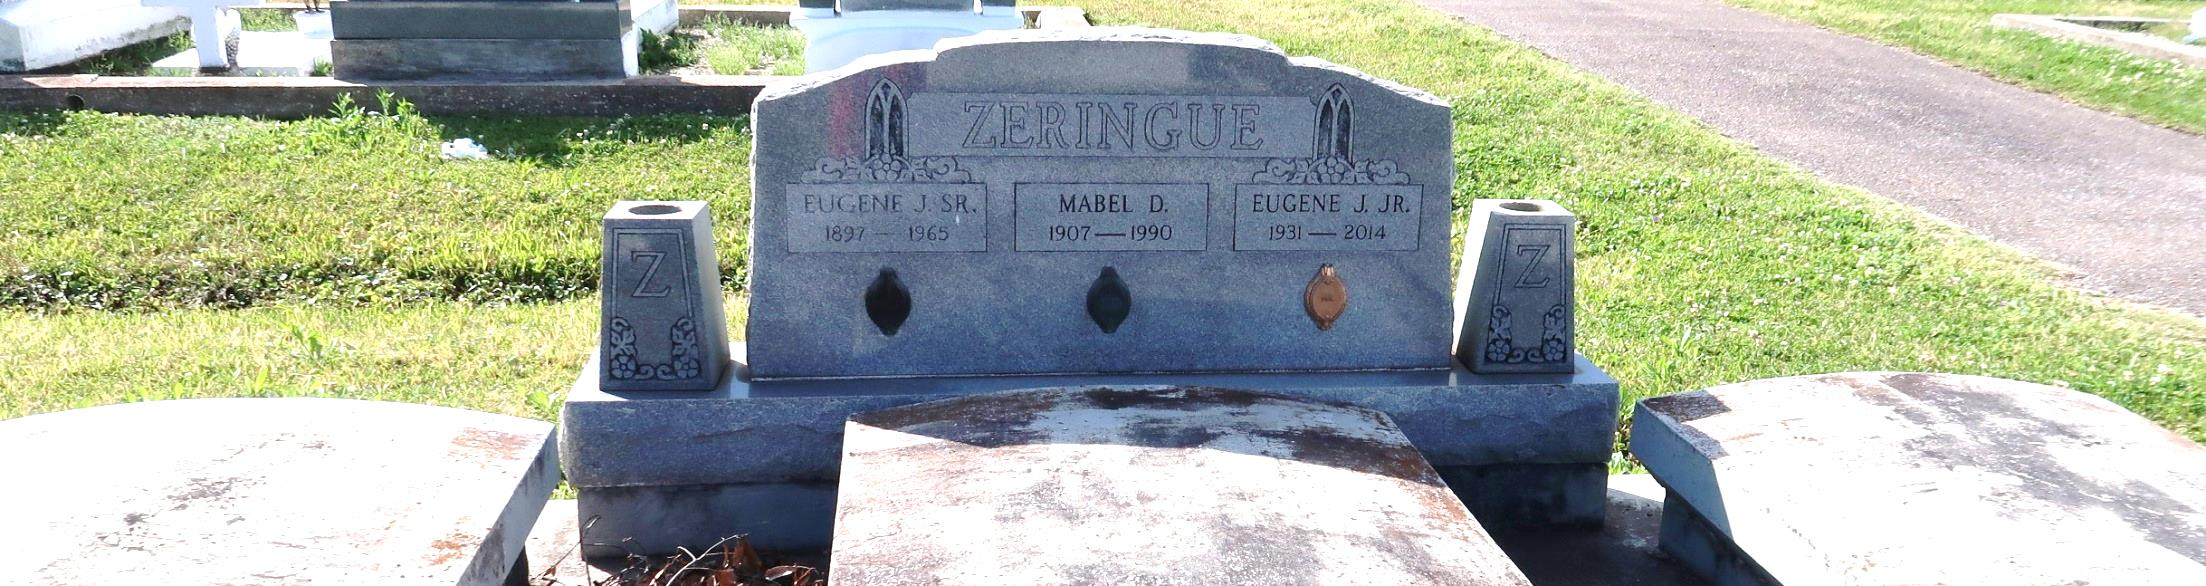 ZERINGUE
EUGENE J. SR.
1897 — 1965
MABEL D.
1907 — 1990
EUGENE J. JR.
1931 — 2014
Z
Z